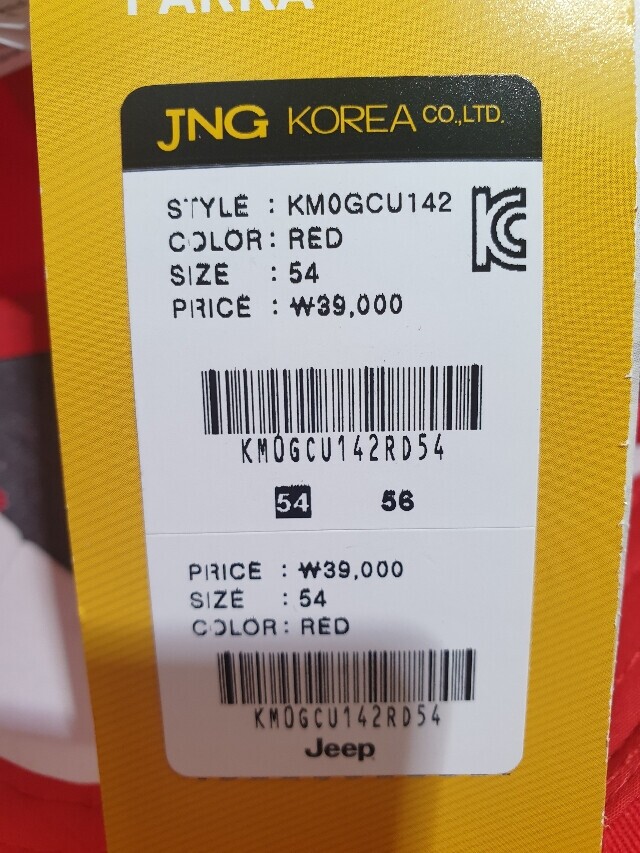 PARKA
JNG KOREA CO.,LTD.
STYLE : KM0GCU142
COLOR : RED
SIZE : 54
PRICE : ₩39,000
KM0GCU142RD54
54 56
PRICE : ₩39,000
SIZE : 54
COLOR : RED
KM0GCU142RD54
Jeep